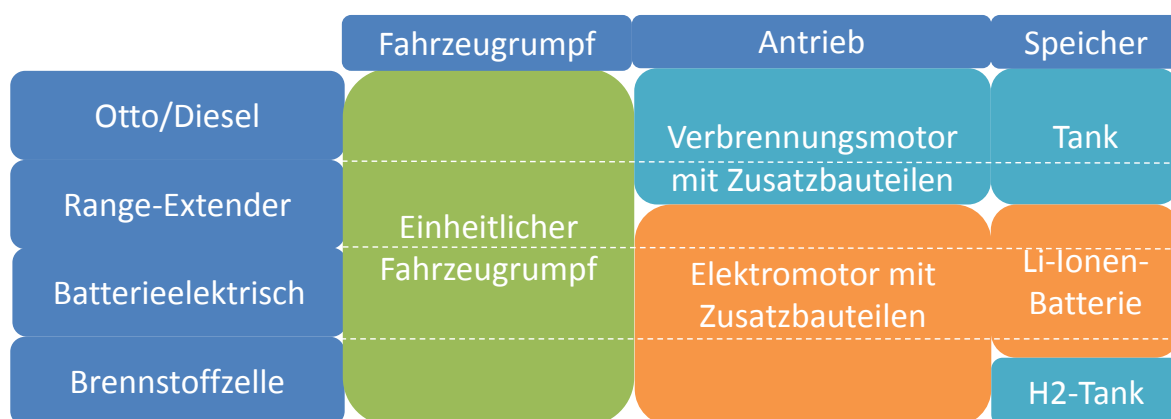 Fahrzeugrumpf
Antrieb
Speicher
Otto/Diesel
Range-Extender
Batterieelektrisch
Brennstoffzelle
Einheitlicher
Fahrzeugrumpf
Verbrennungsmotor
mit Zusatzbauteilen
Elektromotor mit
Zusatzbauteilen
Tank
Li-Ionen-
Batterie
H2-Tank